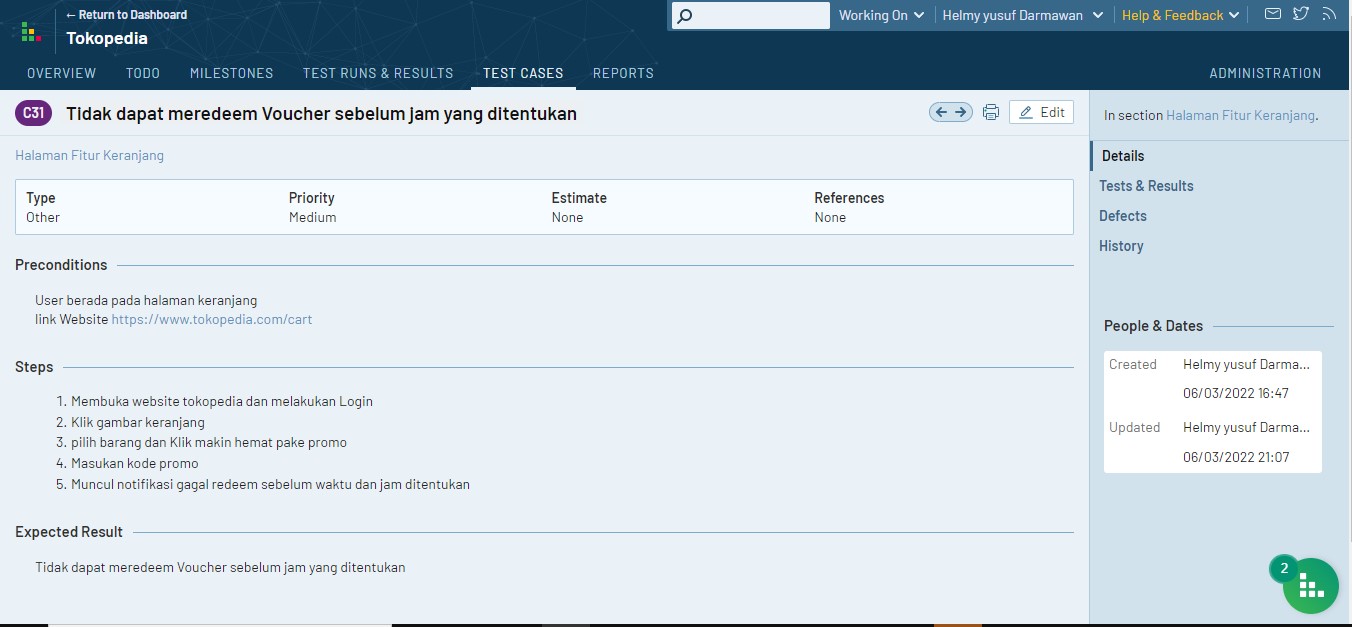 ← Return to Dashboard
Tokopedia
Working On
Helmy yusuf Darmawan
Help & Feedback
OVERVIEW TODO MILESTONES TEST RUNS & RESULTS TEST CASES REPORTS ADMINISTRATION
C31 Tidak dapat meredeem Voucher sebelum jam yang ditentukan
Edit
Halaman Fitur Keranjang
Type Priority Estimate References
Other Medium None None
Preconditions
User berada pada halaman keranjang
link Website https://www.tokopedia.com/cart
Steps
1. Membuka website tokopedia dan melakukan Login
2. Klik gambar keranjang
3. pilih barang dan Klik makin hemat pake promo
4. Masukan kode promo
5. Muncul notifikasi gagal redeem sebelum waktu dan jam ditentukan
Expected Result
Tidak dapat meredeem Voucher sebelum jam yang ditentukan
In section Halaman Fitur Keranjang.
Details
Tests & Results
Defects
History
People & Dates
Created Helmy yusuf Darma...
06/03/2022 16:47
Updated Helmy yusuf Darma...
06/03/2022 21:07
2